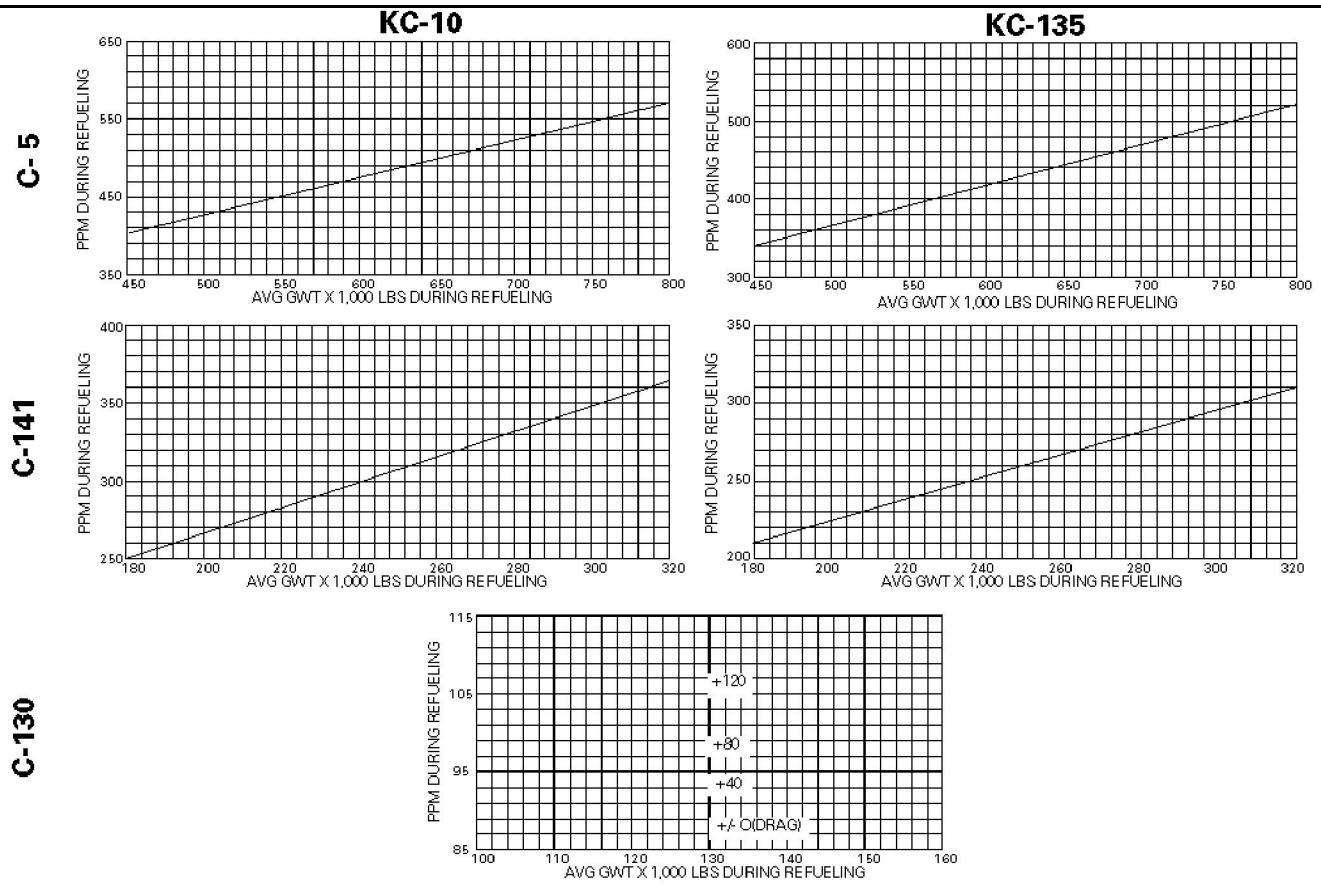 KC-10
KC-135
C- 5
650
550
450
350
PPM DURING REFUELING
450 500 550 600 650 700 750 800
AVG GWT X 1,000 LBS DURING REFUELING
600
500
400
300
PPM DURING REFUELING
450 500 550 600 650 700 750 800
AVG GWT X 1,000 LBS DURING REFUELING
C-141
400
350
300
250
PPM DURING REFUELING
180 200 220 240 260 280 300 320
AVG GWT X 1,000 LBS DURING REFUELING
350
300
250
200
PPM DURING REFUELING
180 200 220 240 260 280 300 320
AVG GWT X 1,000 LBS DURING REFUELING
C-130
115
105
95
85
PPM DURING REFUELING
+120
+80
+40
+/- O(DRAG)
100 110 120 130 140 150 160
AVG GWT X 1,000 LBS DURING REFUELING